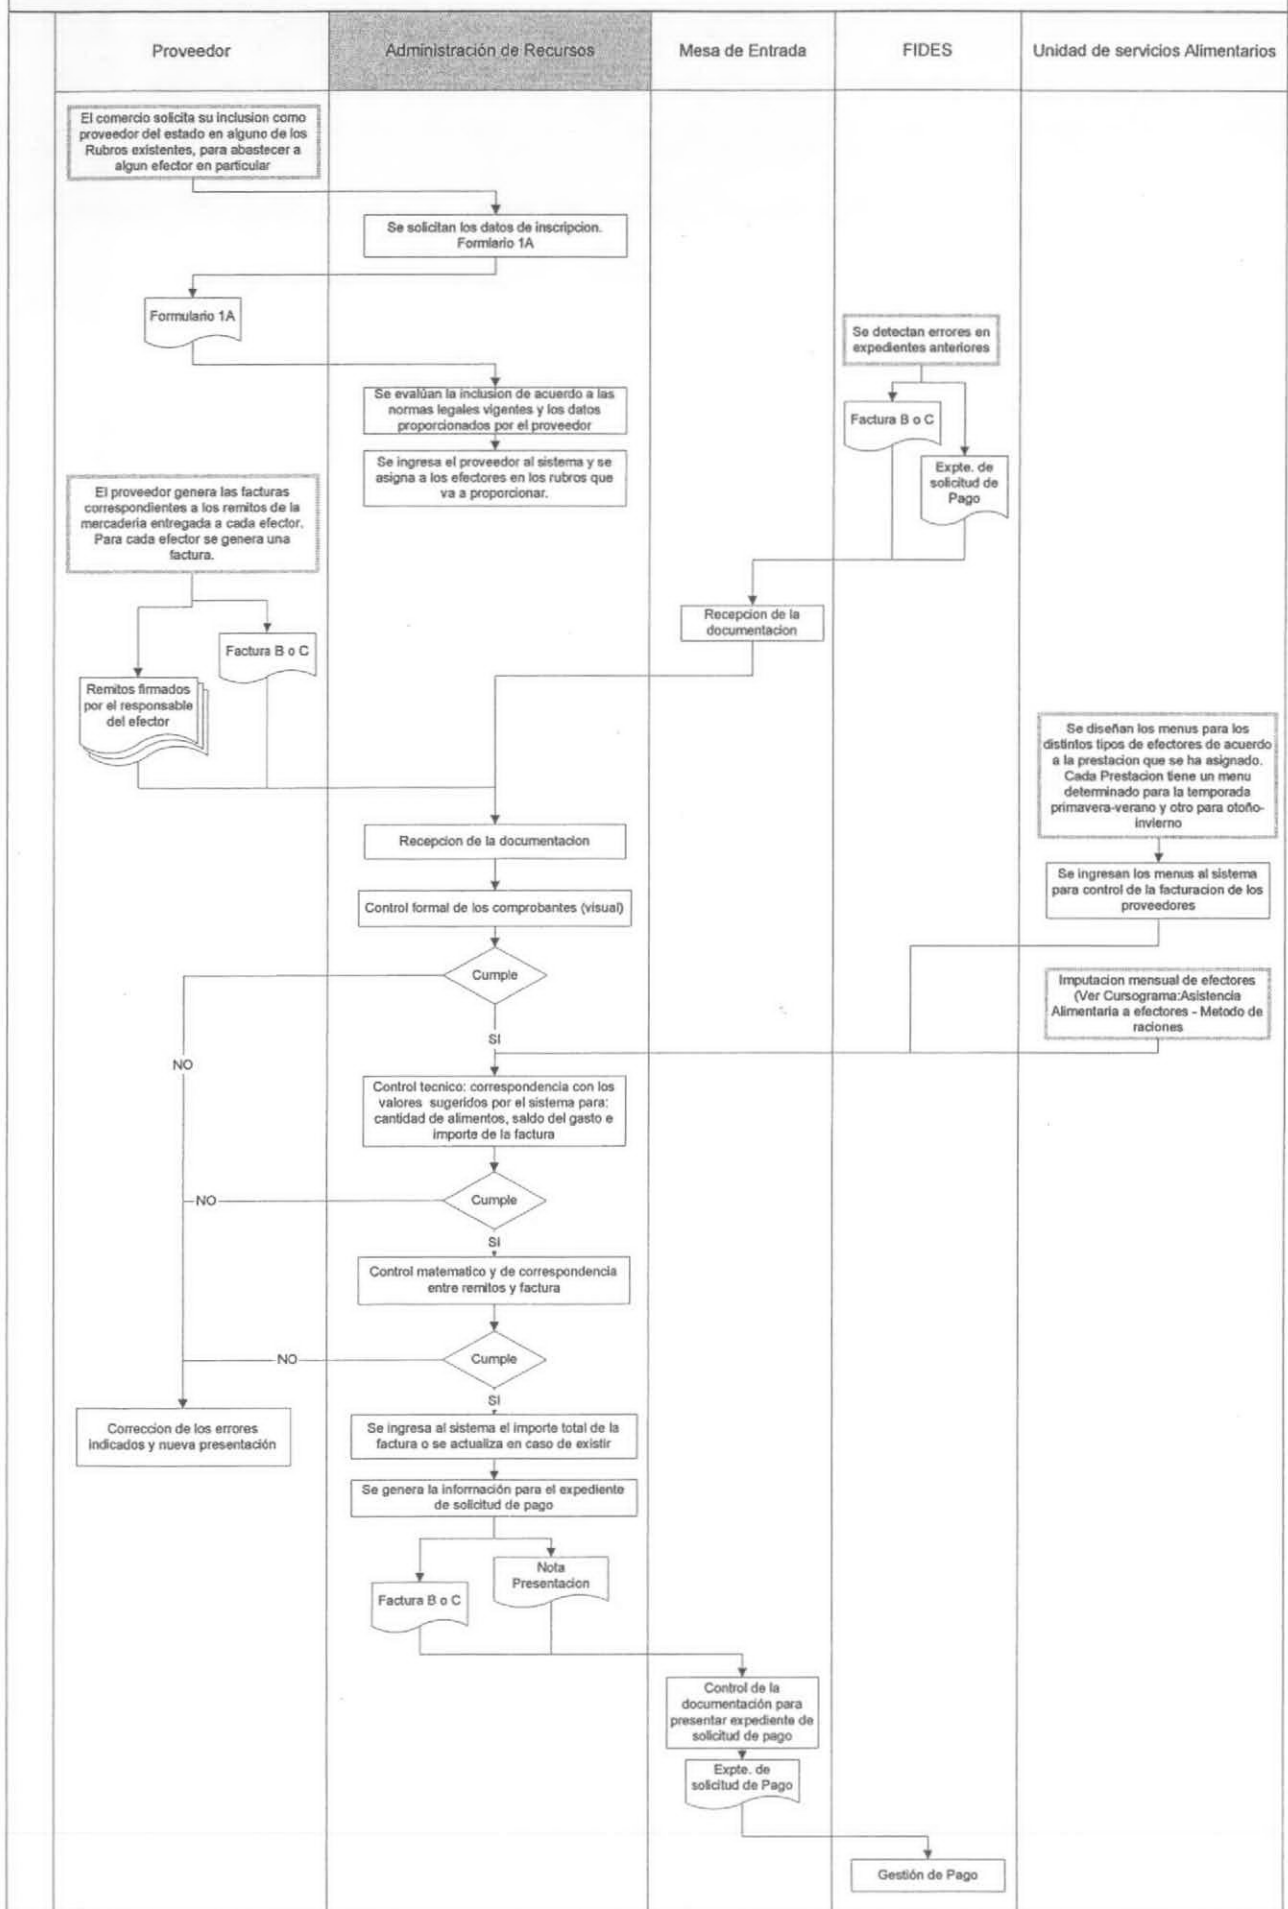 Proveedor
Administración de Recursos
Mesa de Entrada
FIDES
Unidad de servicios Alimentarios
El comercio solicita su inclusion como
proveedor del estado en alguno de los
Rubros existentes, para abastecer a
algun efector en particular
Se solicitan los datos de inscripcion.
Formlario 1A
Formulario 1A
Se detectan errores en
expedientes anteriores
Se evalúan la inclusion de acuerdo a las
normas legales vigentes y los datos
proporcionados por el proveedor
Factura B o C
Se ingresa el proveedor al sistema y se
asigna a los efectores en los rubros que
va a proporcionar.
Expte. de
solicitud de
Pago
El proveedor genera las facturas
correspondientes a los remitos de la
mercaderia entregada a cada efector.
Para cada efector se genera una
factura.
Recepcion de la
documentacion
Factura B o C
Remitos firmados
por el responsable
del efector
Se diseñan los menus para los
distintos tipos de efectores de acuerdo
a la prestacion que se ha asignado.
Cada Prestacion tiene un menu
determinado para la temporada
primavera-verano y otro para otoño-
invierno
Recepcion de la documentacion
Se ingresan los menus al sistema
para control de la facturacion de los
proveedores
Control formal de los comprobantes (visual)
Cumple
Imputacion mensual de efectores
(Ver Cursograma:Asistencia
Alimentaria a efectores - Metodo de
raciones
SI
NO
Control tecnico: correspondencia con los
valores sugeridos por el sistema para:
cantidad de alimentos, saldo del gasto e
importe de la factura
Cumple
NO
SI
Control matematico y de correspondencia
entre remitos y factura
Cumple
NO
SI
Correccion de los errores
indicados y nueva presentación
Se ingresa al sistema el importe total de la
factura o se actualiza en caso de existir
Se genera la información para el expediente
de solicitud de pago
Nota
Presentacion
Factura B o C
Control de la
documentación para
presentar expediente de
solicitud de pago
Expte. de
solicitud de Pago
Gestión de Pago